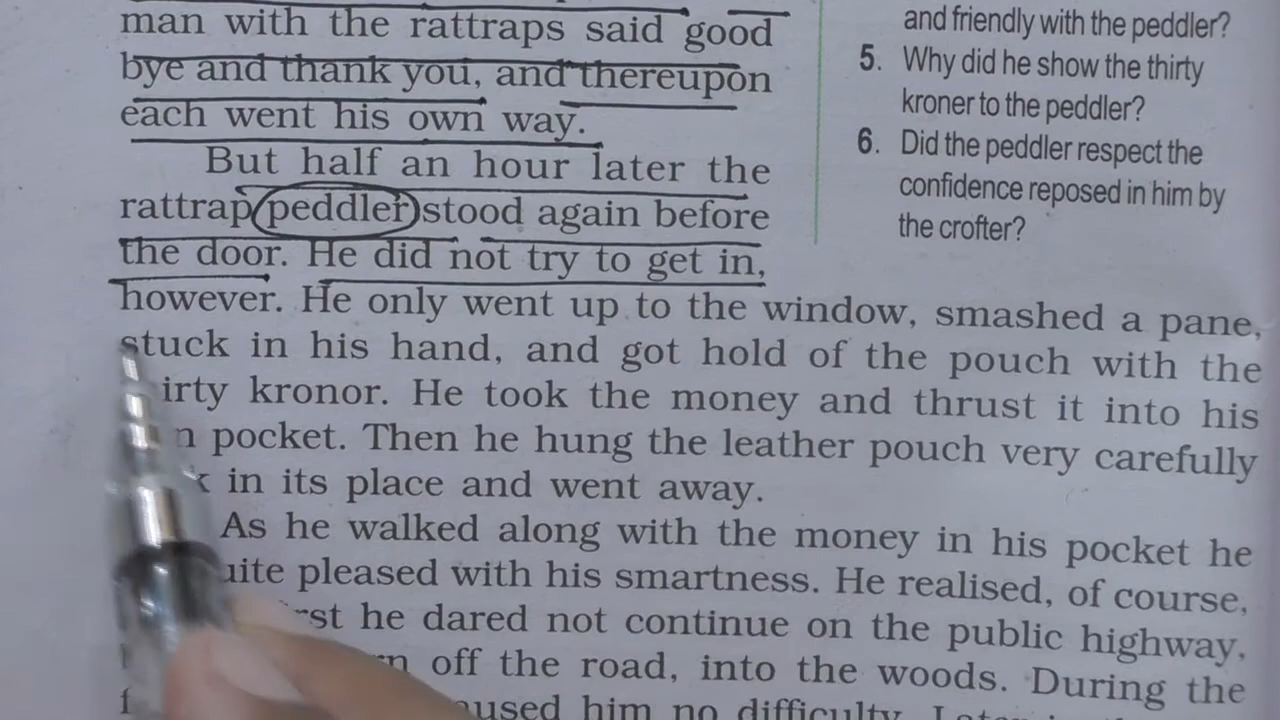 man with the rattraps said good
bye and thank you, and thereupon
each went his own way.
But half an hour later the
rattrap peddler stood again before
the door. He did not try to get in,
however. He only went up to the window, smashed a pane,
stuck in his hand, and got hold of the pouch with the
irty kronor. He took the money and thrust it into his
n pocket. Then he hung the leather pouch very carefully
k in its place and went away.
As he walked along with the money in his pocket he
uite pleased with his smartness. He realised, of course,
rst he dared not continue on the public highway,
rn off the road, into the woods. During the
used him no difficulty.
and friendly with the peddler?
5. Why did he show the thirty
kroner to the peddler?
6. Did the peddler respect the
confidence reposed in him by
the crofter?